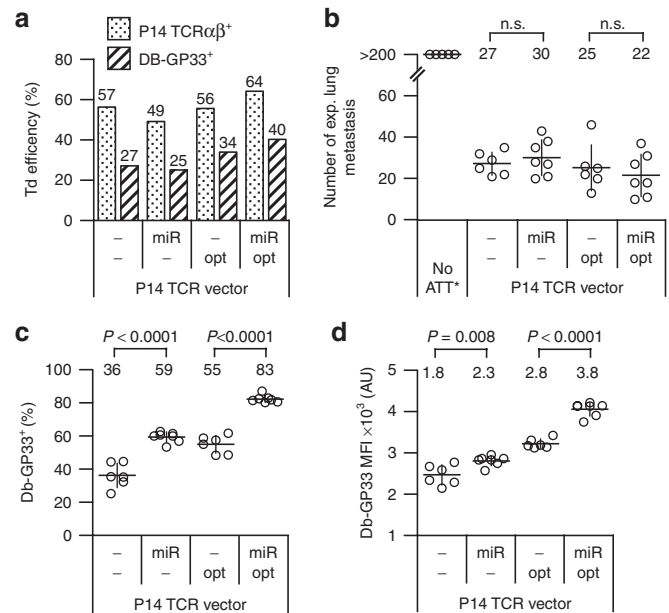 a
P14 TCRαβ+
DB-GP33+
Td efficency (%)
80
60
40
20
0
57
27
49
25
56
34
64
40
– miR – miR
– – opt opt
P14 TCR vector
b
n.s. n.s.
>200
27 30 25 22
Number of exp. lung
metastasis
40
20
0
No
ATT*
– miR – miR
– – opt opt
P14 TCR vector
c
P < 0.0001 P<0.0001
36 59 55 83
Db-GP33+ (%)
100
80
60
40
20
0
– miR – miR
– – opt opt
P14 TCR vector
d
P = 0.008 P < 0.0001
1.8 2.3 2.8 3.8
Db-GP33 MFI ×10³ (AU)
5
4
3
2
1
– miR – miR
– – opt opt
P14 TCR vector